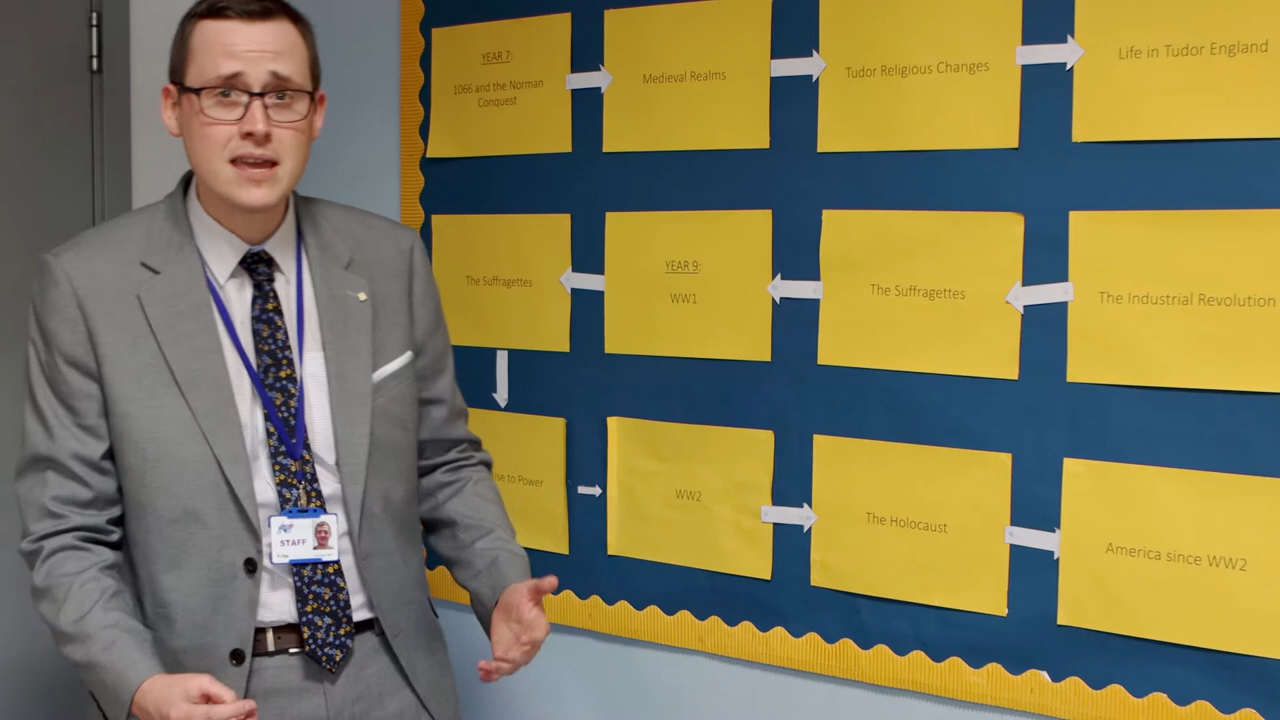 YEAR 7:
1066 and the Norman
Conquest
Medieval Realms
Tudor Religious Changes
Life in Tudor England
The Suffragettes
YEAR 9:
WW1
The Suffragettes
The Industrial Revolution
ise to Power
WW2
The Holocaust
America since WW2
STAFF